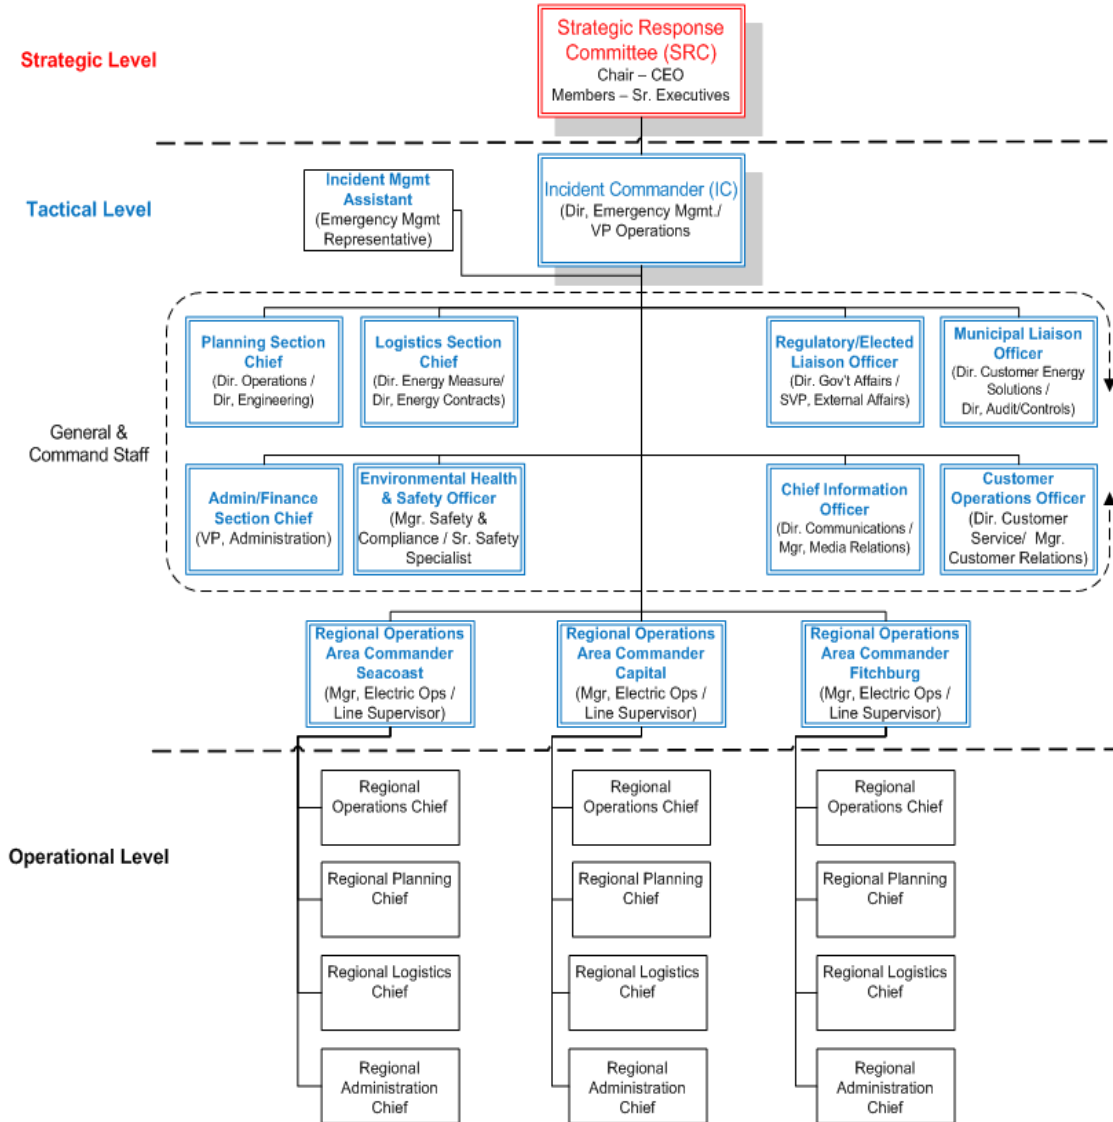 Strategic Level
Strategic Response
Committee (SRC)
Chair – CEO
Members – Sr. Executives
Tactical Level
Incident Mgmt
Assistant
(Emergency Mgmt
Representative)
Incident Commander (IC)
(Dir, Emergency Mgmt./
VP Operations
General &
Command Staff
Planning Section
Chief
(Dir. Operations /
Dir, Engineering)
Logistics Section
Chief
(Dir. Energy Measure/
Dir, Energy Contracts)
Regulatory/Elected
Liaison Officer
(Dir. Gov't Affairs /
SVP, External Affairs)
Municipal Liaison
Officer
(Dir. Customer Energy
Solutions /
Dir, Audit/Controls)
Admin/Finance
Section Chief
(VP, Administration)
Environmental Health
& Safety Officer
(Mgr. Safety &
Compliance / Sr. Safety
Specialist
Chief Information
Officer
(Dir. Communications /
Mgr, Media Relations)
Customer
Operations Officer
(Dir. Customer
Service/ Mgr.
Customer Relations)
Regional Operations
Area Commander
Seacoast
(Mgr, Electric Ops /
Line Supervisor)
Regional Operations
Area Commander
Capital
(Mgr, Electric Ops /
Line Supervisor)
Regional Operations
Area Commander
Fitchburg
(Mgr, Electric Ops /
Line Supervisor)
Operational Level
Regional
Operations Chief
Regional Planning
Chief
Regional Logistics
Chief
Regional
Administration
Chief
Regional
Operations Chief
Regional Planning
Chief
Regional Logistics
Chief
Regional
Administration
Chief
Regional
Operations Chief
Regional Planning
Chief
Regional Logistics
Chief
Regional
Administration
Chief